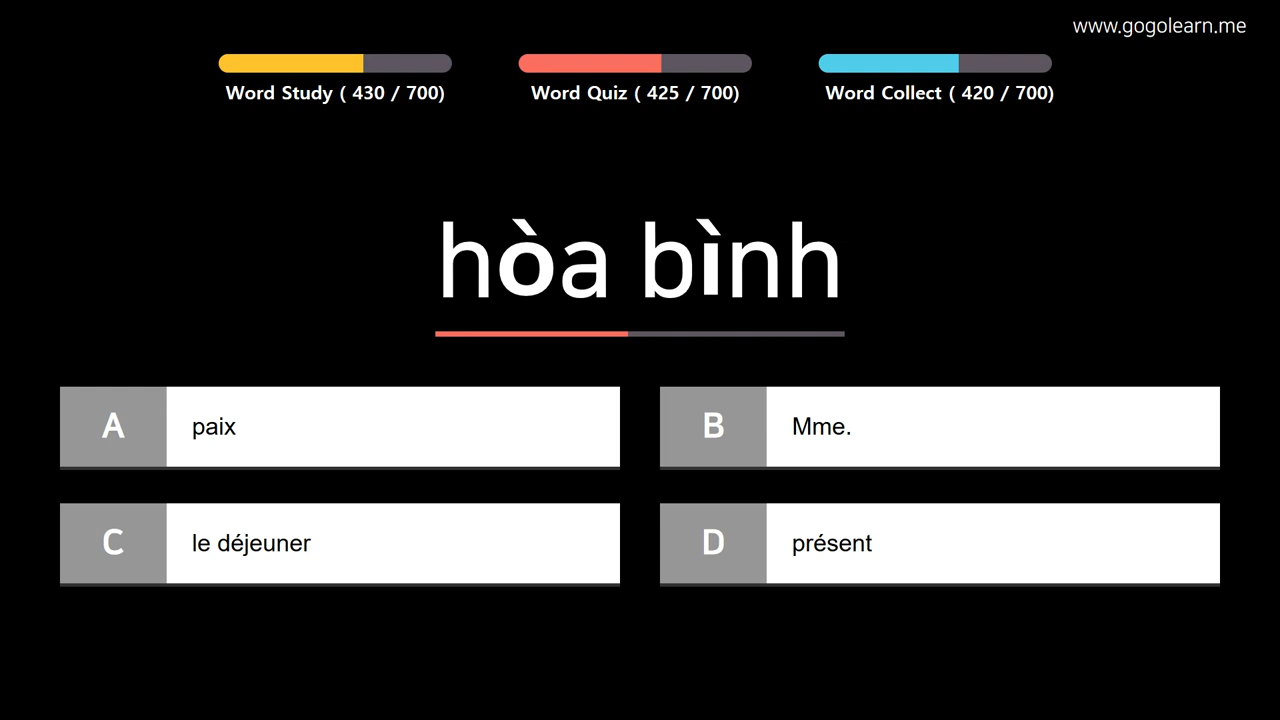 www.gogolearn.me
Word Study ( 430 / 700)
Word Quiz ( 425 / 700)
Word Collect ( 420 / 700)
hòa bình
A paix
B Mme.
C le déjeuner
D présent